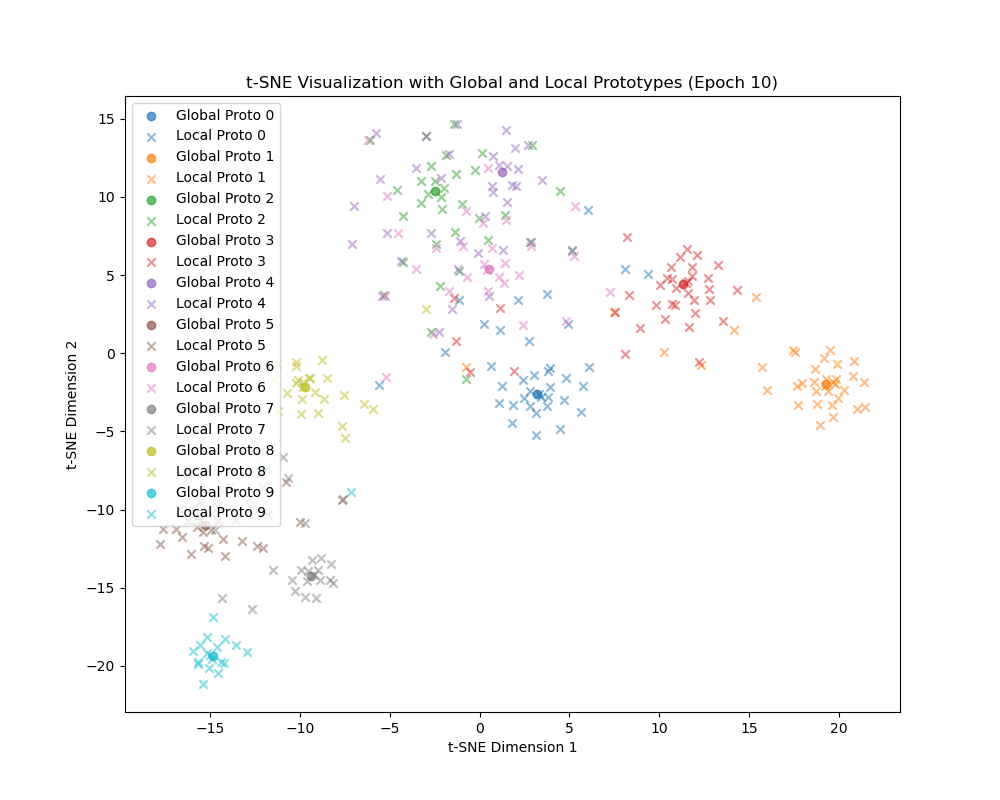 t-SNE Visualization with Global and Local Prototypes (Epoch 10)
Global Proto 0
Local Proto 0
Global Proto 1
Local Proto 1
Global Proto 2
Local Proto 2
Global Proto 3
Local Proto 3
Global Proto 4
Local Proto 4
Global Proto 5
Local Proto 5
Global Proto 6
Local Proto 6
Global Proto 7
Local Proto 7
Global Proto 8
Local Proto 8
Global Proto 9
Local Proto 9
15
10
5
0
−5
−10
−15
−20
t-SNE Dimension 2
−15
−10
−5
0
5
10
15
20
t-SNE Dimension 1